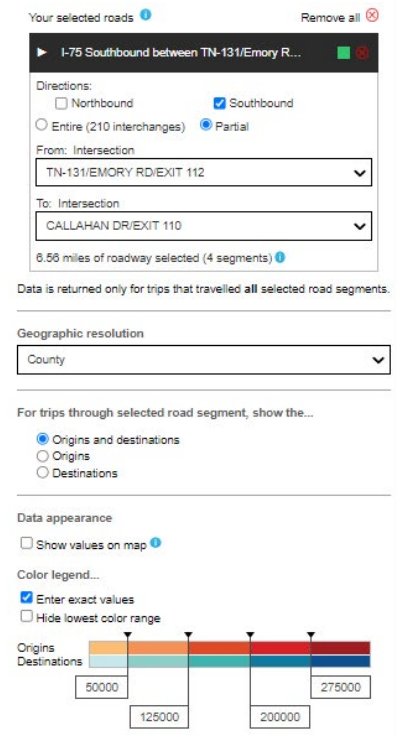 Your selected roads
Remove all
I-75 Southbound between TN-131/Emory R...
Directions:
Northbound
Southbound
Entire (210 interchanges)
Partial
From: Intersection
TN-131/EMORY RD/EXIT 112
To: Intersection
CALLAHAN DR/EXIT 110
6.56 miles of roadway selected (4 segments)
Data is returned only for trips that travelled all selected road segments.
Geographic resolution
County
For trips through selected road segment, show the...
Origins and destinations
Origins
Destinations
Data appearance
Show values on map
Color legend...
Enter exact values
Hide lowest color range
Origins
Destinations
50000
275000
125000
200000